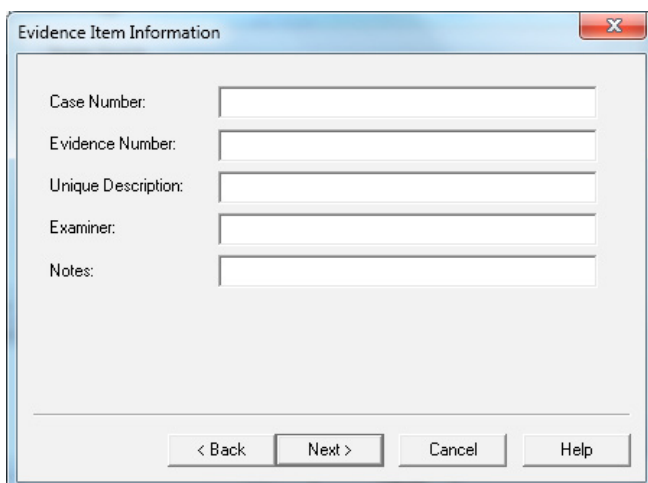 Evidence Item Information
Case Number:
Evidence Number:
Unique Description:
Examiner:
Notes:
< Back Next > Cancel Help